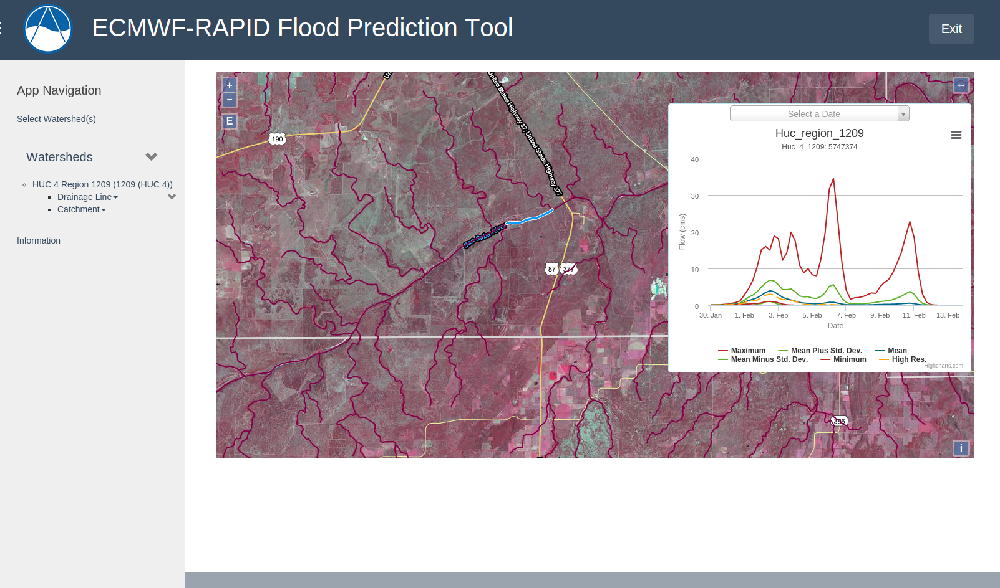 ECMWF-RAPID Flood Prediction Tool
Exit
App Navigation
Select Watershed(s)
Watersheds
HUC 4 Region 1209 (1209 (HUC 4))
Drainage Line
Catchment
Information
+
−
E
↔
190
United States Highway 87; United States Highway 377
San Saba River
87
377
386
i
Select a Date
Huc_region_1209
Huc_4_1209: 5747374
Flow (cms)
40
30
20
10
0
30. Jan
1. Feb
3. Feb
5. Feb
7. Feb
9. Feb
11. Feb
13. Feb
Date
Maximum
Mean Plus Std. Dev.
Mean
Mean Minus Std. Dev.
Minimum
High Res.
Highcharts.com